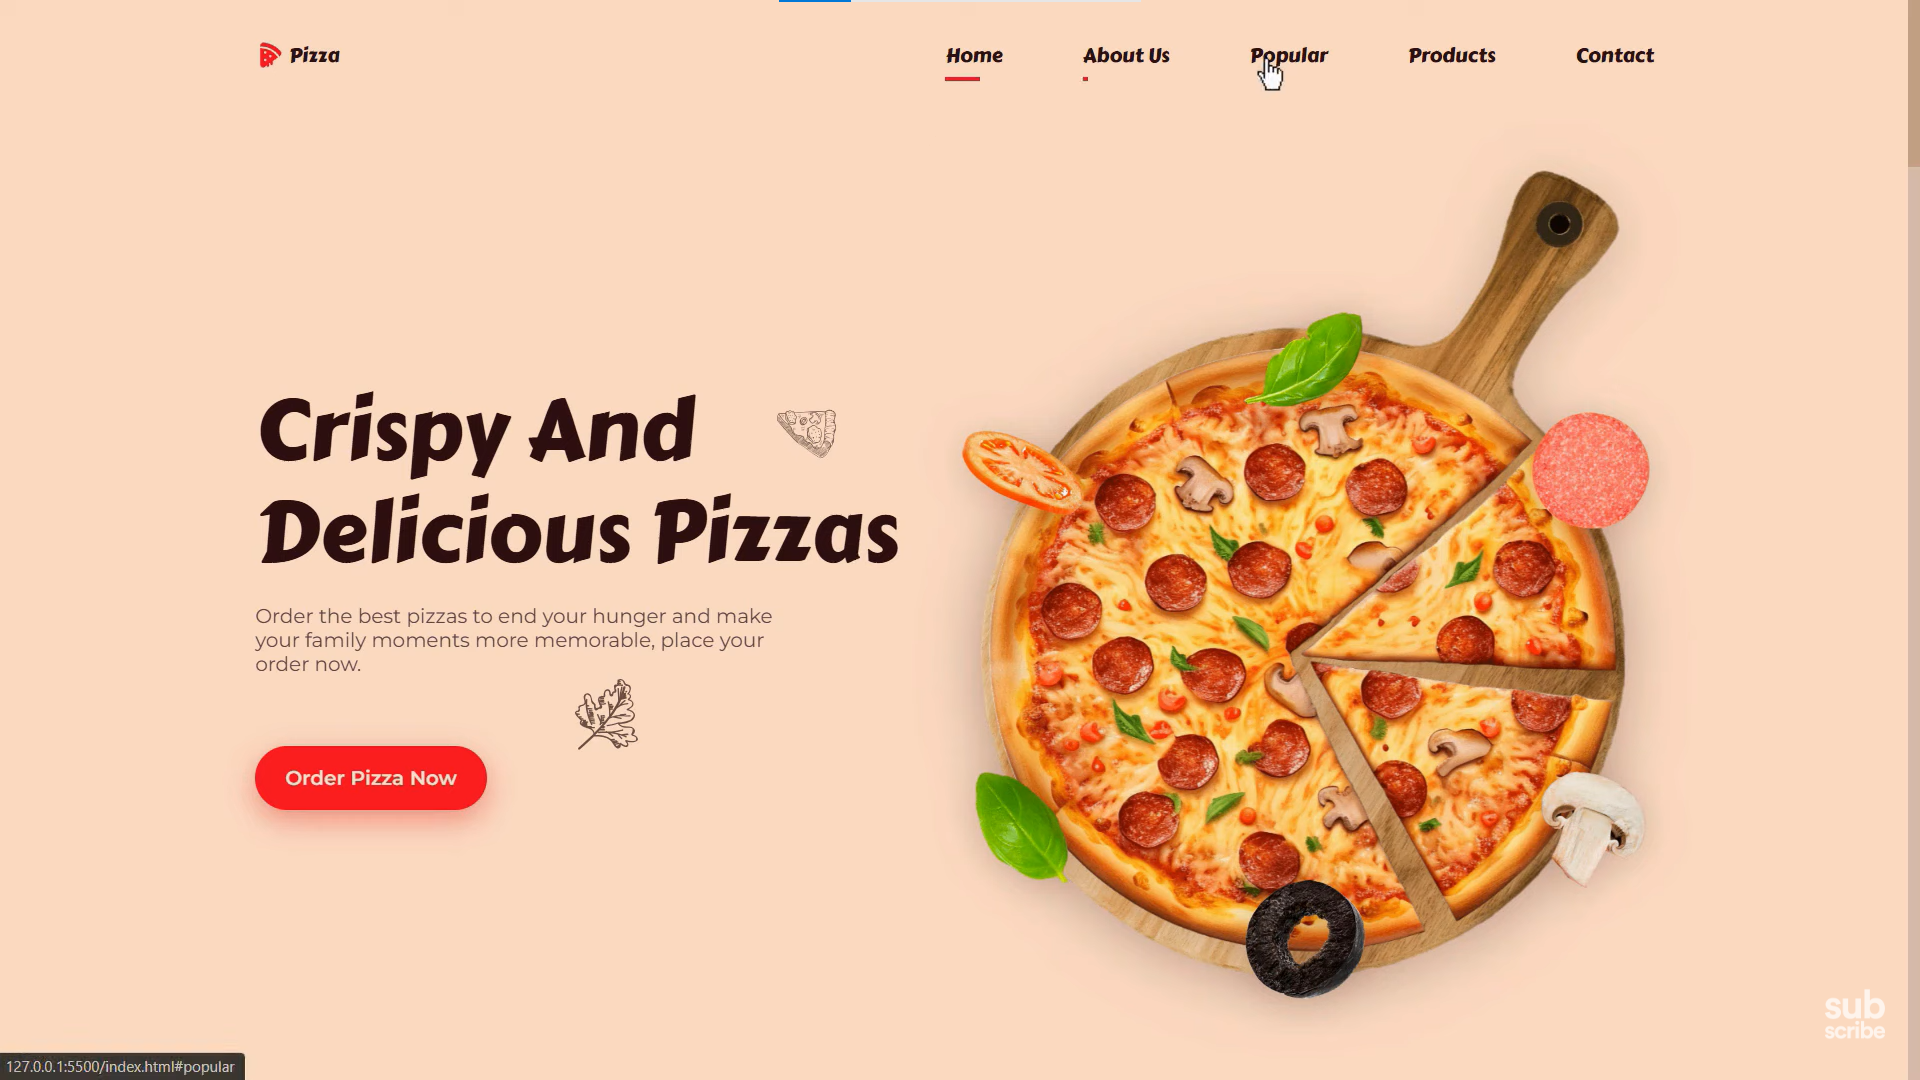 Pizza
Home
About Us
Popular
Products
Contact
Crispy And
Delicious Pizzas
Order the best pizzas to end your hunger and make
your family moments more memorable, place your
order now.
Order Pizza Now
sub
scribe
127.0.0.1:5500/index.html#popular